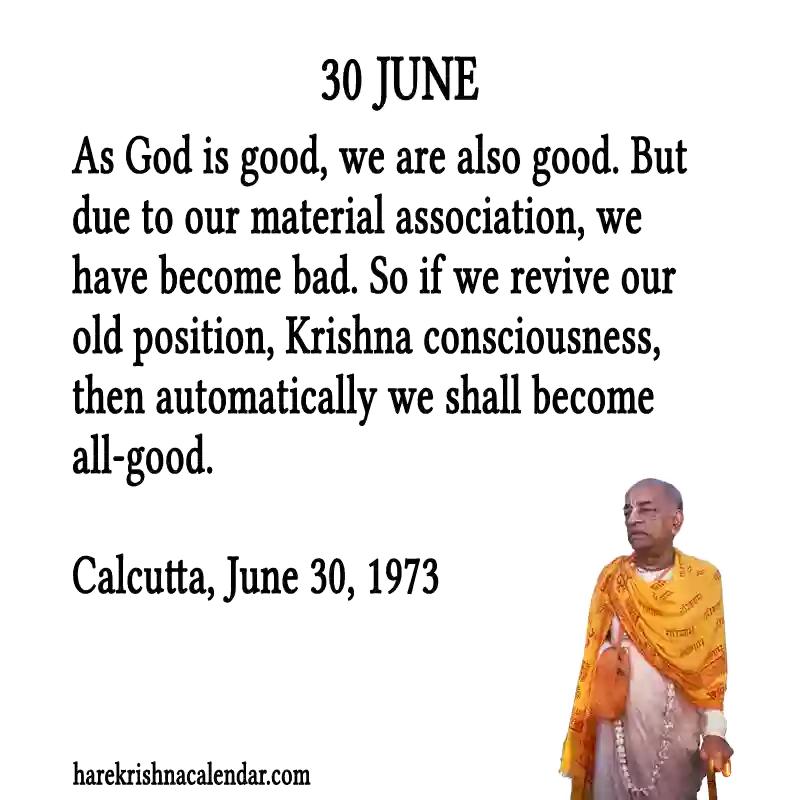 30 JUNE
As God is good, we are also good. But
due to our material association, we
have become bad. So if we revive our
old position, Krishna consciousness,
then automatically we shall become
all-good.
Calcutta, June 30, 1973
harekrishnacalendar.com